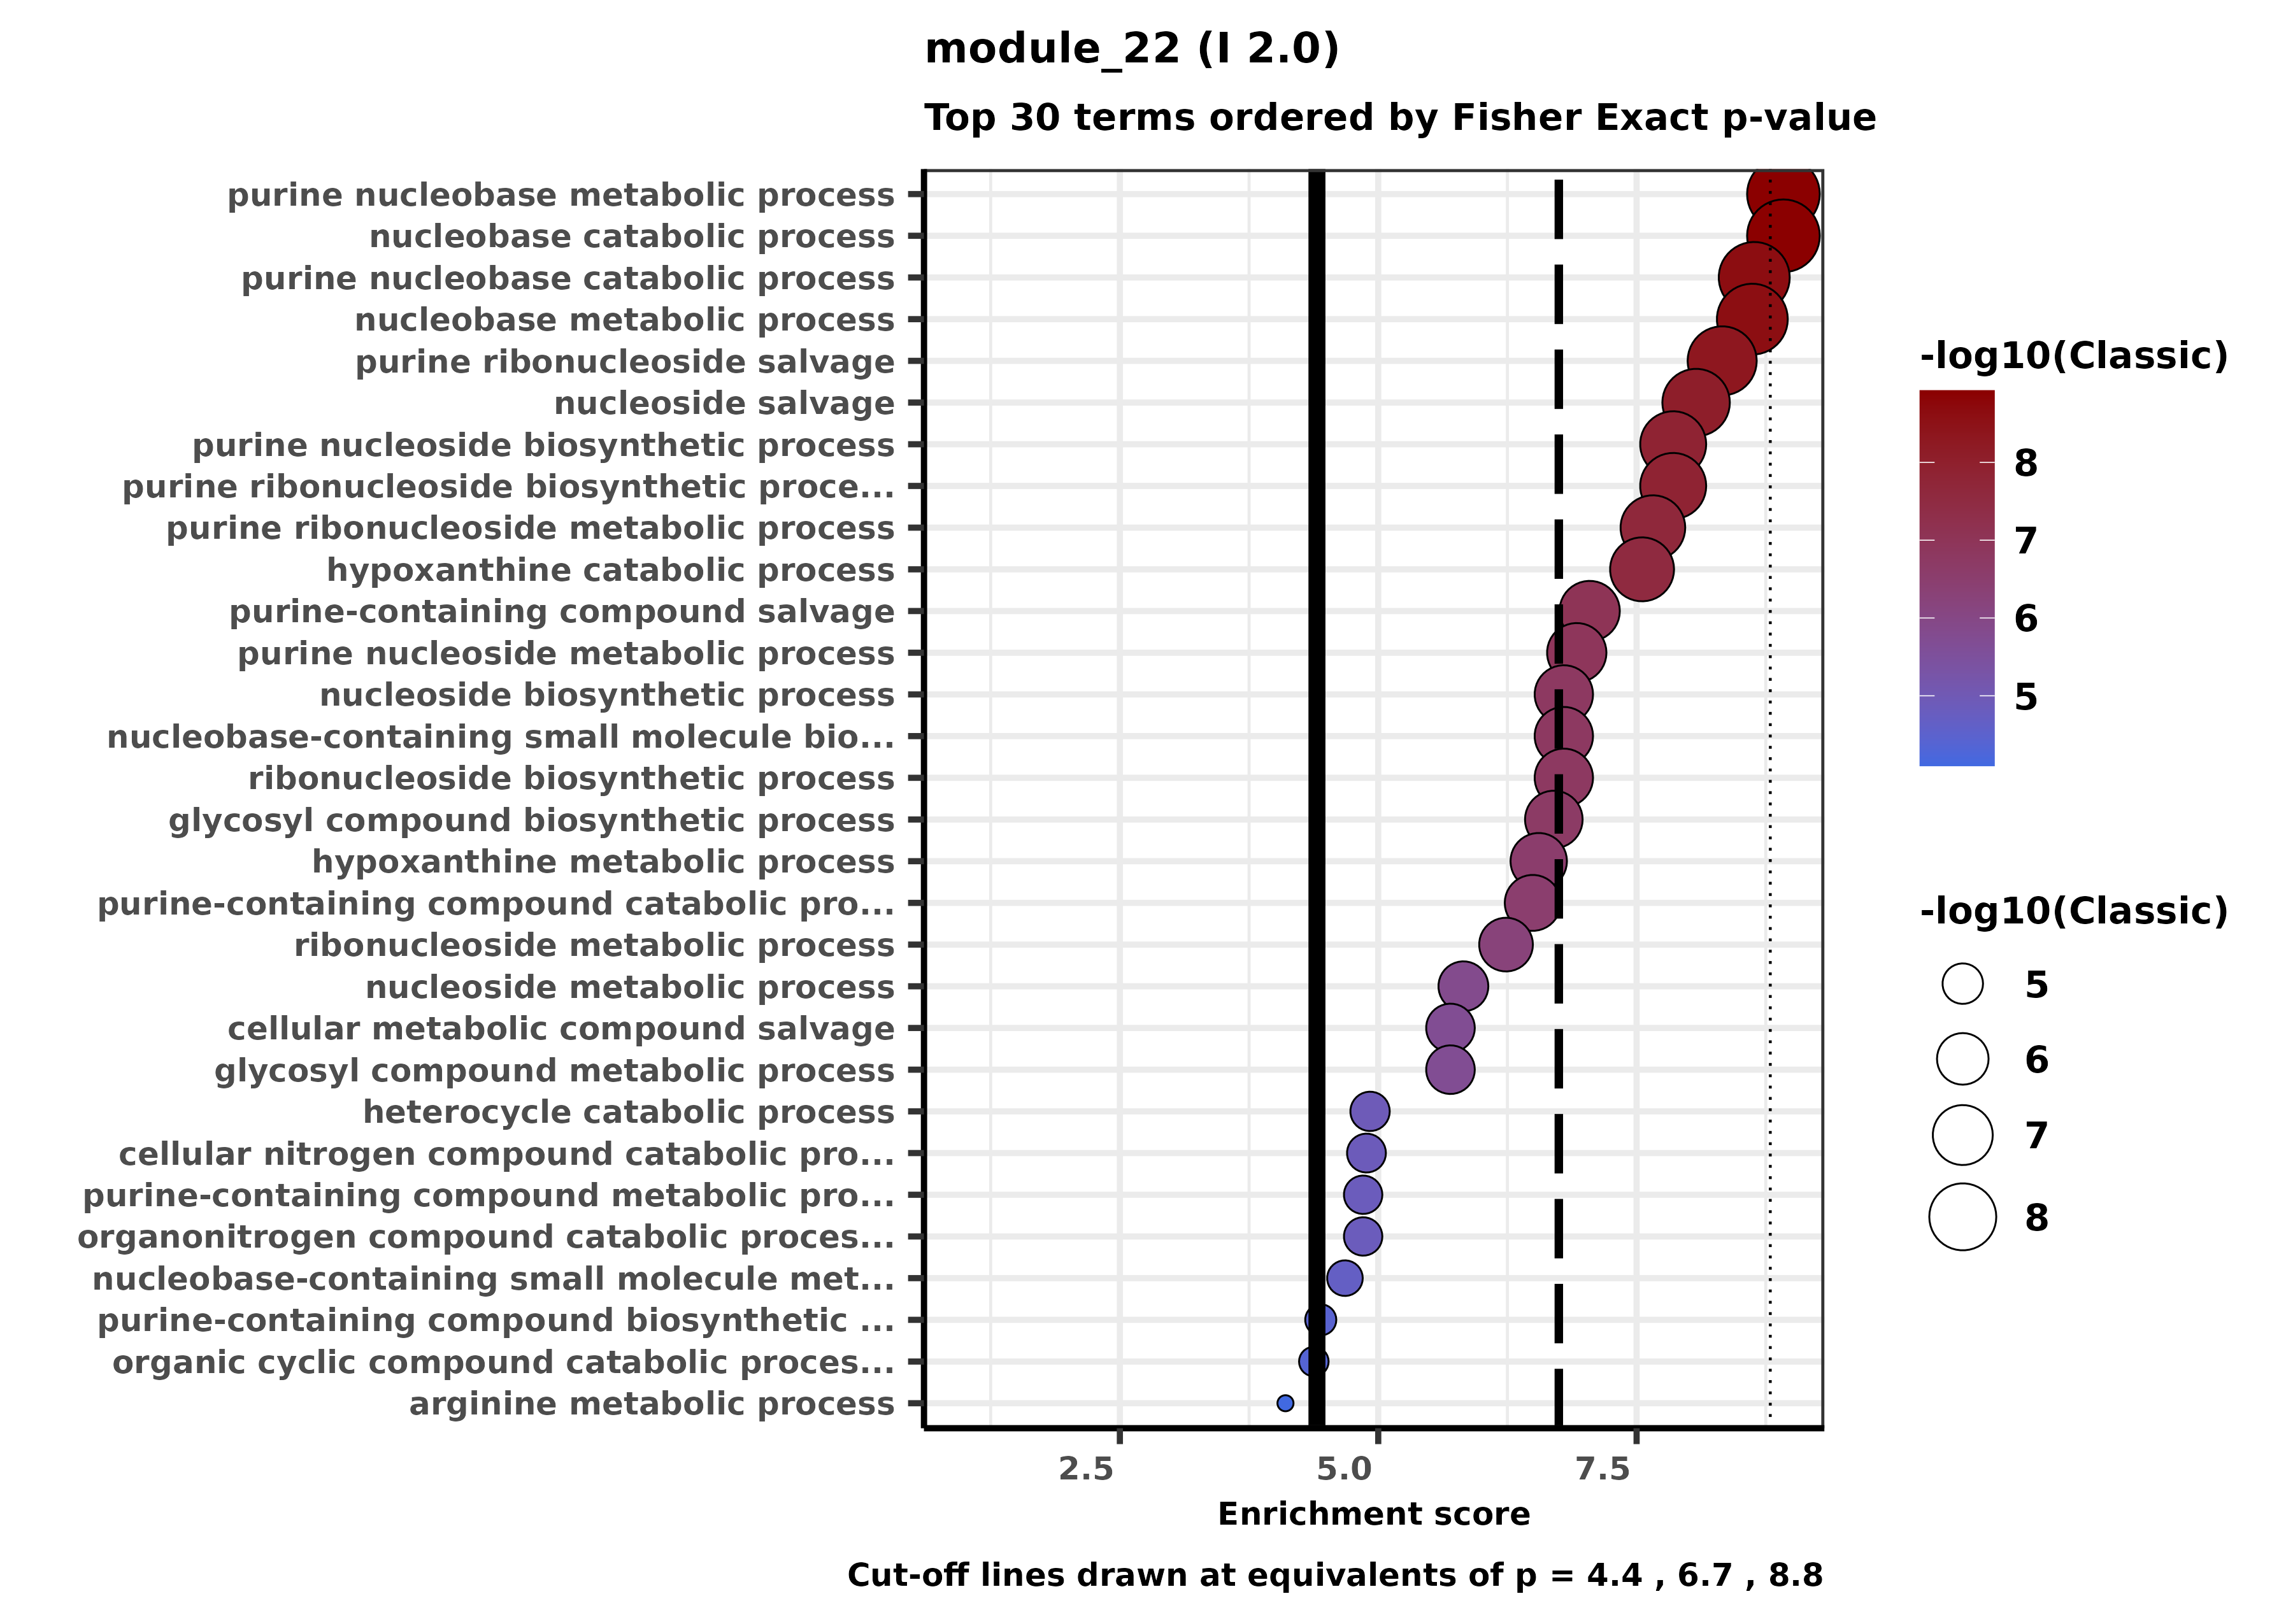 module_22 (I 2.0)
Top 30 terms ordered by Fisher Exact p-value
purine nucleobase metabolic process
nucleobase catabolic process
purine nucleobase catabolic process
nucleobase metabolic process
purine ribonucleoside salvage
nucleoside salvage
purine nucleoside biosynthetic process
purine ribonucleoside biosynthetic proce...
purine ribonucleoside metabolic process
hypoxanthine catabolic process
purine-containing compound salvage
purine nucleoside metabolic process
nucleoside biosynthetic process
nucleobase-containing small molecule bio...
ribonucleoside biosynthetic process
glycosyl compound biosynthetic process
hypoxanthine metabolic process
purine-containing compound catabolic pro...
ribonucleoside metabolic process
nucleoside metabolic process
cellular metabolic compound salvage
glycosyl compound metabolic process
heterocycle catabolic process
cellular nitrogen compound catabolic pro...
purine-containing compound metabolic pro...
organonitrogen compound catabolic proces...
nucleobase-containing small molecule met...
purine-containing compound biosynthetic ...
organic cyclic compound catabolic proces...
arginine metabolic process
2.5 5.0 7.5
Enrichment score
Cut-off lines drawn at equivalents of p = 4.4 , 6.7 , 8.8
-log10(Classic)
8
7
6
5
-log10(Classic)
5
6
7
8